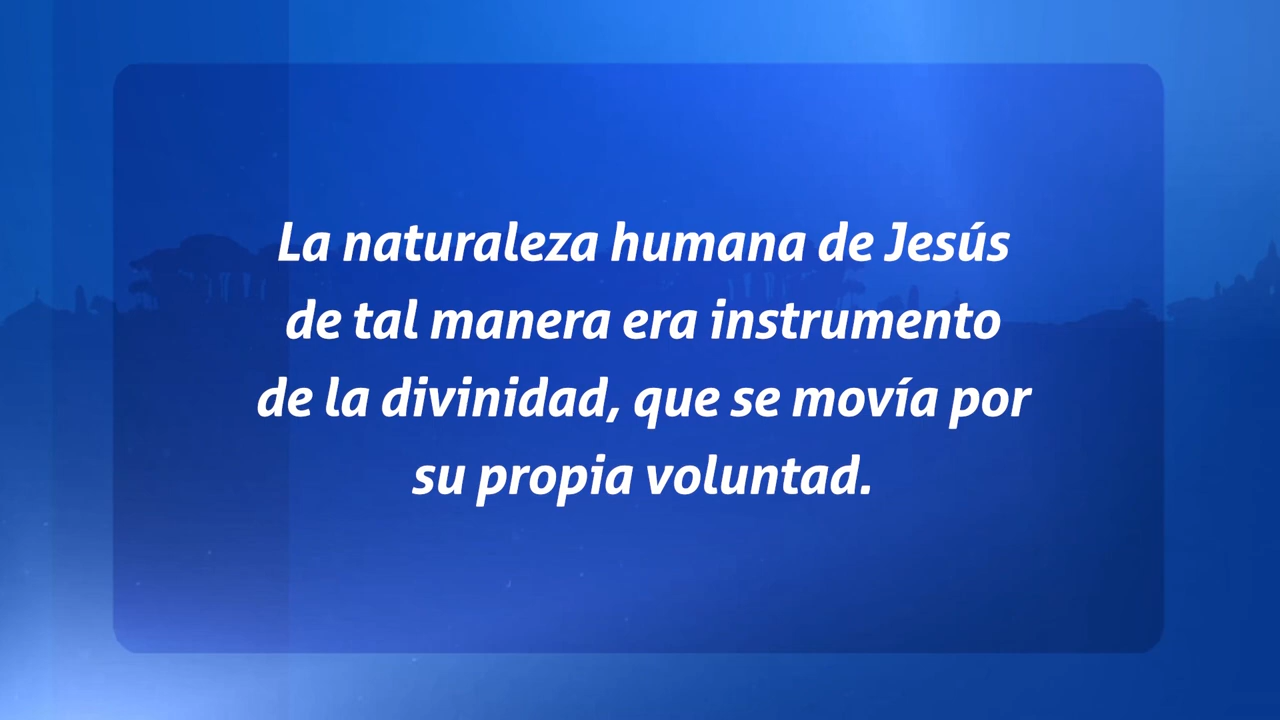 La naturaleza humana de Jesús
de tal manera era instrumento
de la divinidad, que se movía por
su propia voluntad.